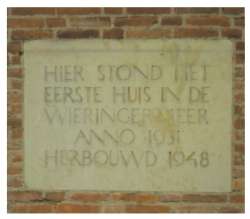 HIER STOND HET
EERSTE HUIS IN DE
WIERINGERMEER
ANNO 1931
HERBOUWD 1948